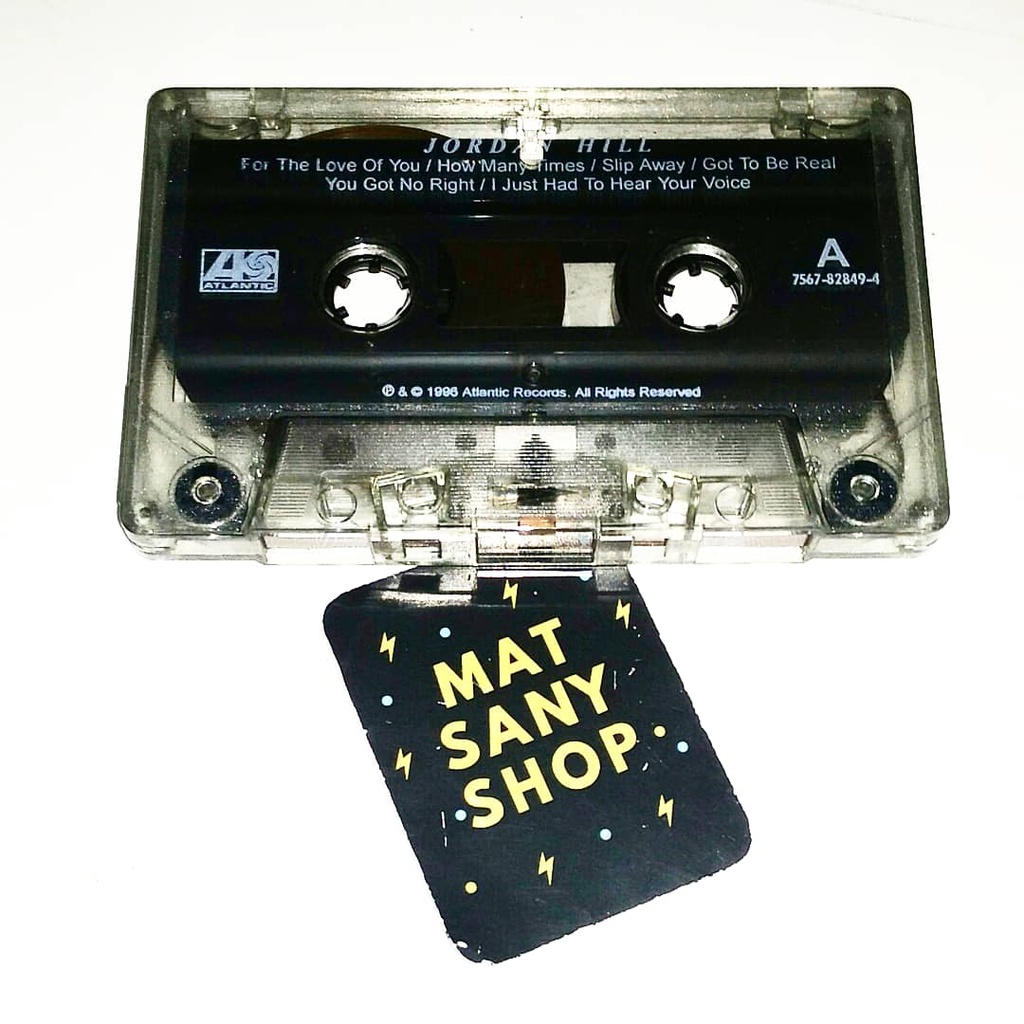 JORDAN HILL
For The Love Of You / How Many Times / Slip Away / Got To Be Real
You Got No Right / I Just Had To Hear Your Voice
ATLANTIC
A
7567-82849-4
℗ & © 1996 Atlantic Records. All Rights Reserved
MAT
SANY
SHOP